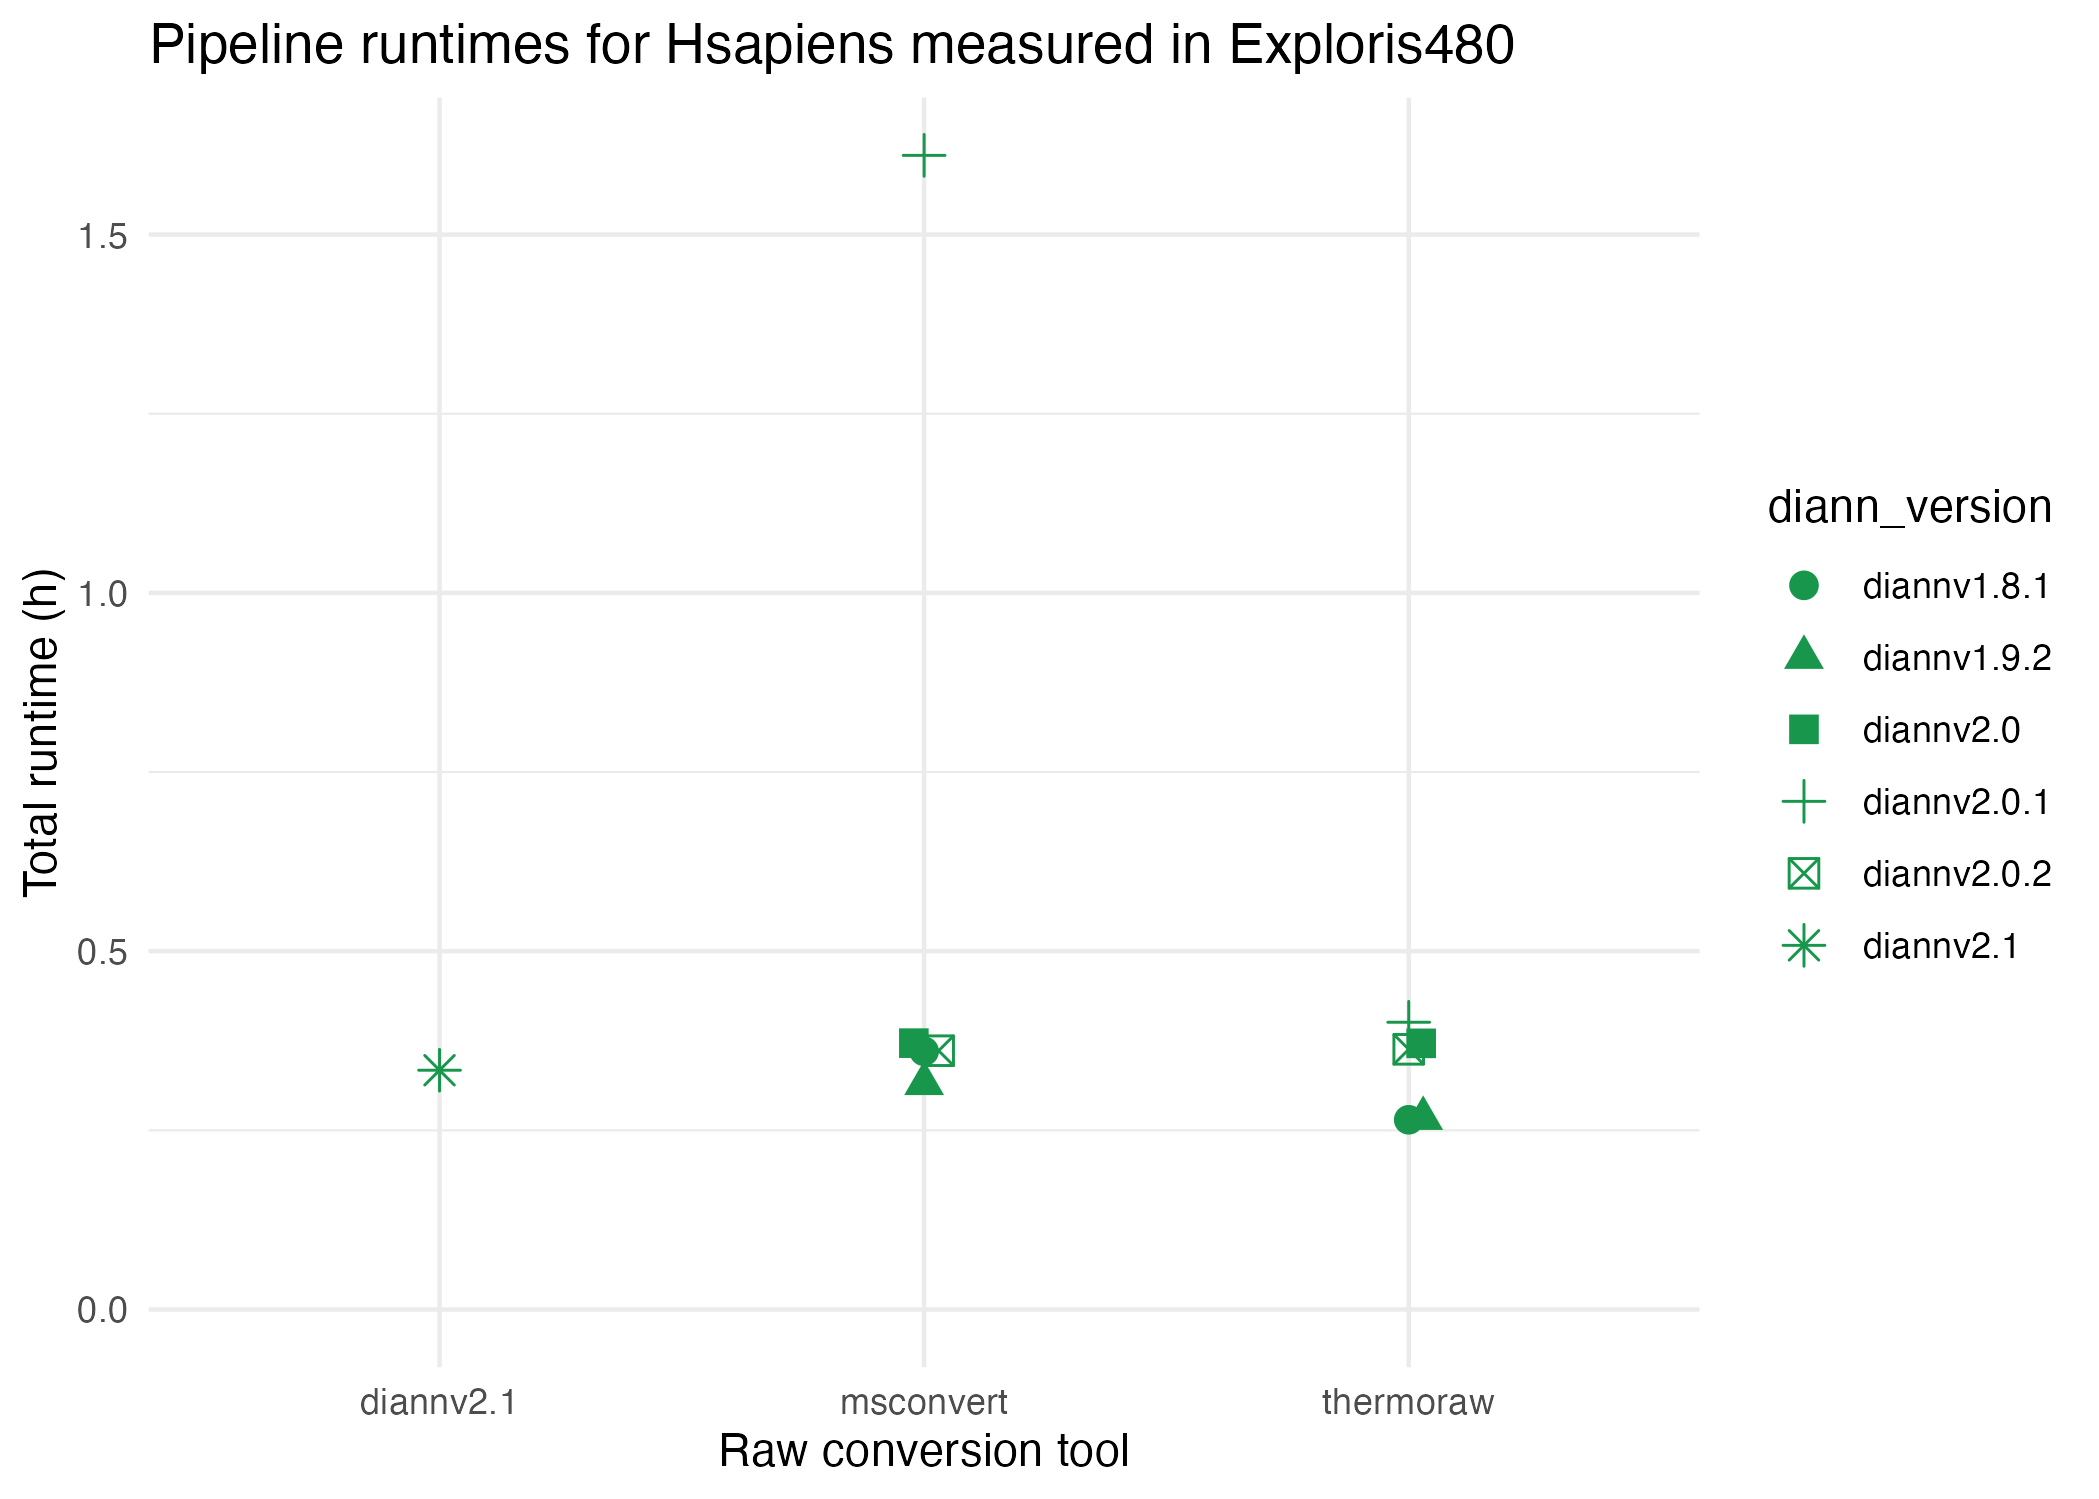 Pipeline runtimes for Hsapiens measured in Exploris480
Total runtime (h)
1.5
1.0
0.5
0.0
diannv2.1
msconvert
thermoraw
Raw conversion tool
diann_version
diannv1.8.1
diannv1.9.2
diannv2.0
diannv2.0.1
diannv2.0.2
diannv2.1